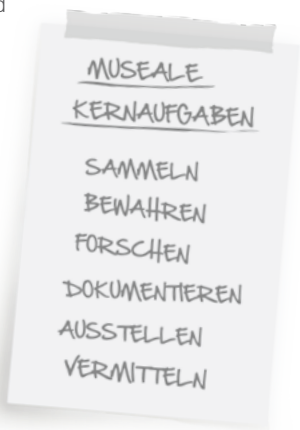 d
MUSEALE
KERNAUFGABEN
SAMMELN
BEWAHREN
FORSCHEN
DOKUMENTIEREN
AUSSTELLEN
VERMITTELN